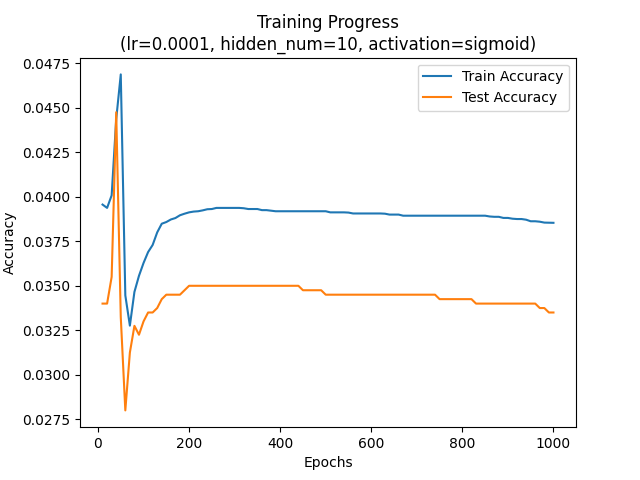 Training Progress
(lr=0.0001, hidden_num=10, activation=sigmoid)
Train Accuracy
Test Accuracy
0.0475
0.0450
0.0425
0.0400
0.0375
0.0350
0.0325
0.0300
0.0275
Accuracy
0 200 400 600 800 1000
Epochs